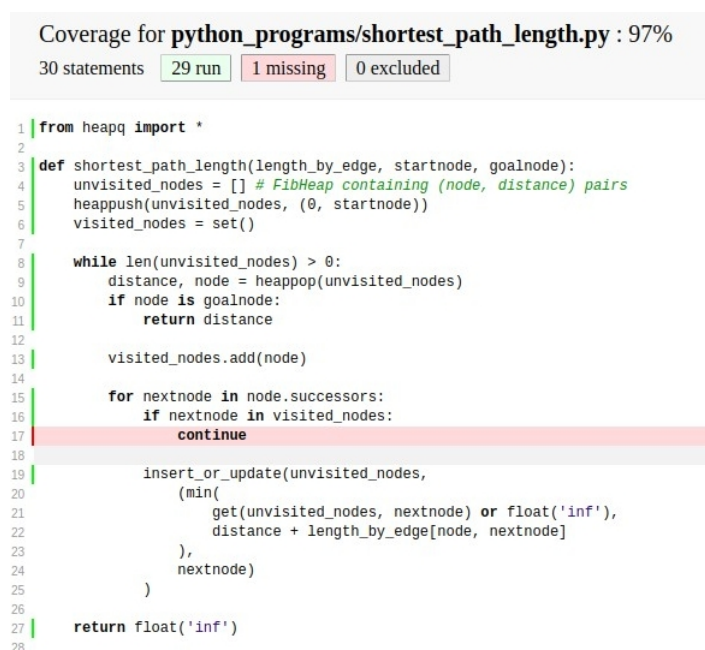 Coverage for python_programs/shortest_path_length.py : 97%
30 statements 29 run 1 missing 0 excluded
1 from heapq import *
2
3 def shortest_path_length(length_by_edge, startnode, goalnode):
4     unvisited_nodes = [] # FibHeap containing (node, distance) pairs
5     heappush(unvisited_nodes, (0, startnode))
6     visited_nodes = set()
7
8     while len(unvisited_nodes) > 0:
9         distance, node = heappop(unvisited_nodes)
10         if node is goalnode:
11             return distance
12
13         visited_nodes.add(node)
14
15         for nextnode in node.successors:
16             if nextnode in visited_nodes:
17                 continue
18
19             insert_or_update(unvisited_nodes,
20                 (min(
21                     get(unvisited_nodes, nextnode) or float('inf'),
22                     distance + length_by_edge[node, nextnode]
23                 ),
24                 nextnode)
25             )
26
27     return float('inf')
28